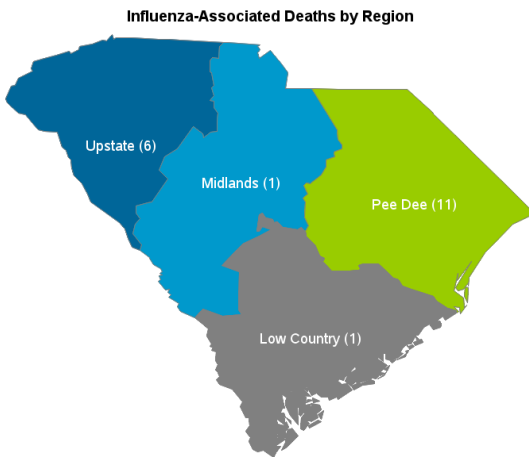 Influenza-Associated Deaths by Region
Upstate (6)
Midlands (1)
Pee Dee (11)
Low Country (1)